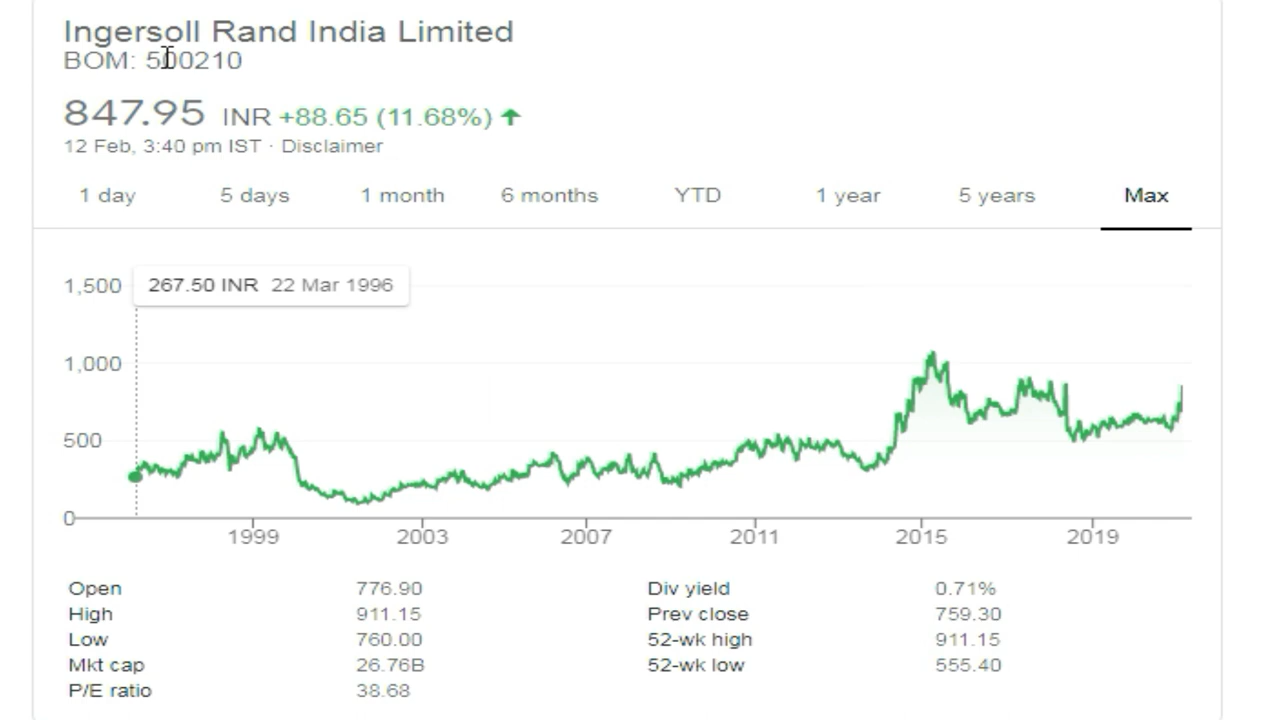 Ingersoll Rand India Limited
BOM: 500210
847.95 INR +88.65 (11.68%)
12 Feb, 3:40 pm IST · Disclaimer
1 day 5 days 1 month 6 months YTD 1 year 5 years Max
267.50 INR 22 Mar 1996
1,500
1,000
500
0
1999 2003 2007 2011 2015 2019
Open 776.90 Div yield 0.71%
High 911.15 Prev close 759.30
Low 760.00 52-wk high 911.15
Mkt cap 26.76B 52-wk low 555.40
P/E ratio 38.68